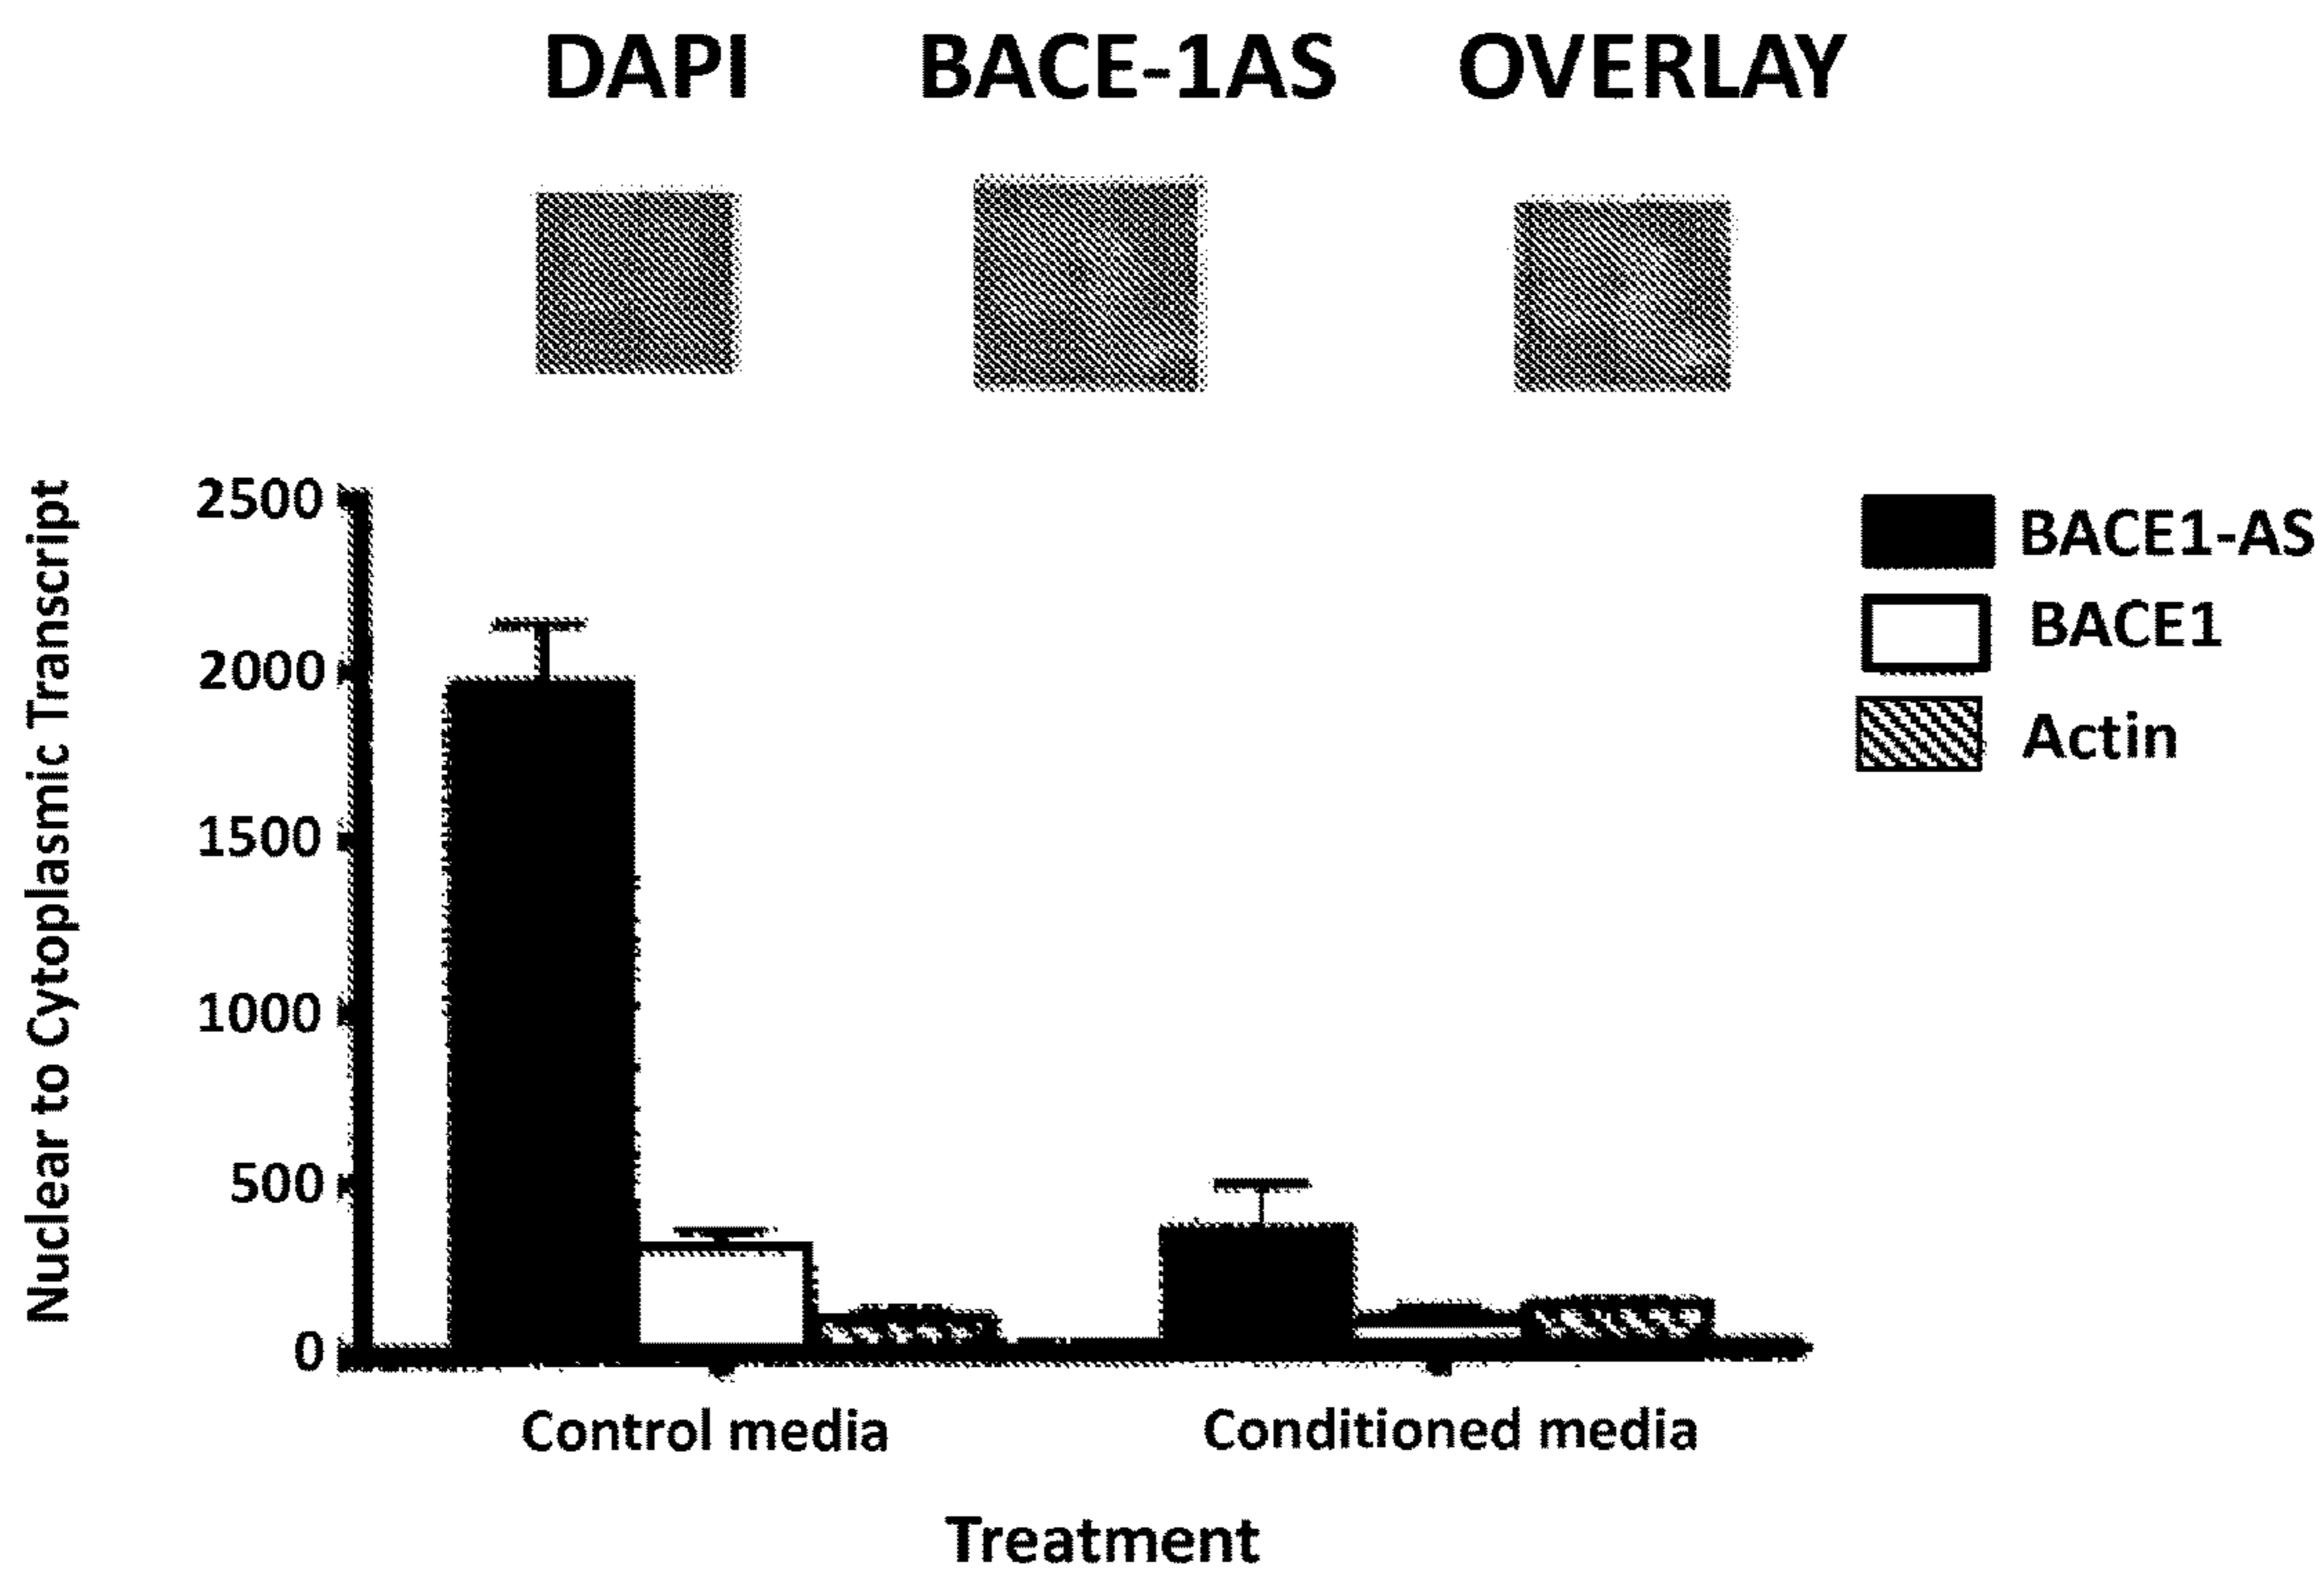 DAPI BACE-1AS OVERLAY
Nuclear to Cytoplasmic Transcript
2500
2000
1500
1000
500
0
BACE1-AS
BACE1
Actin
Control media Conditioned media
Treatment